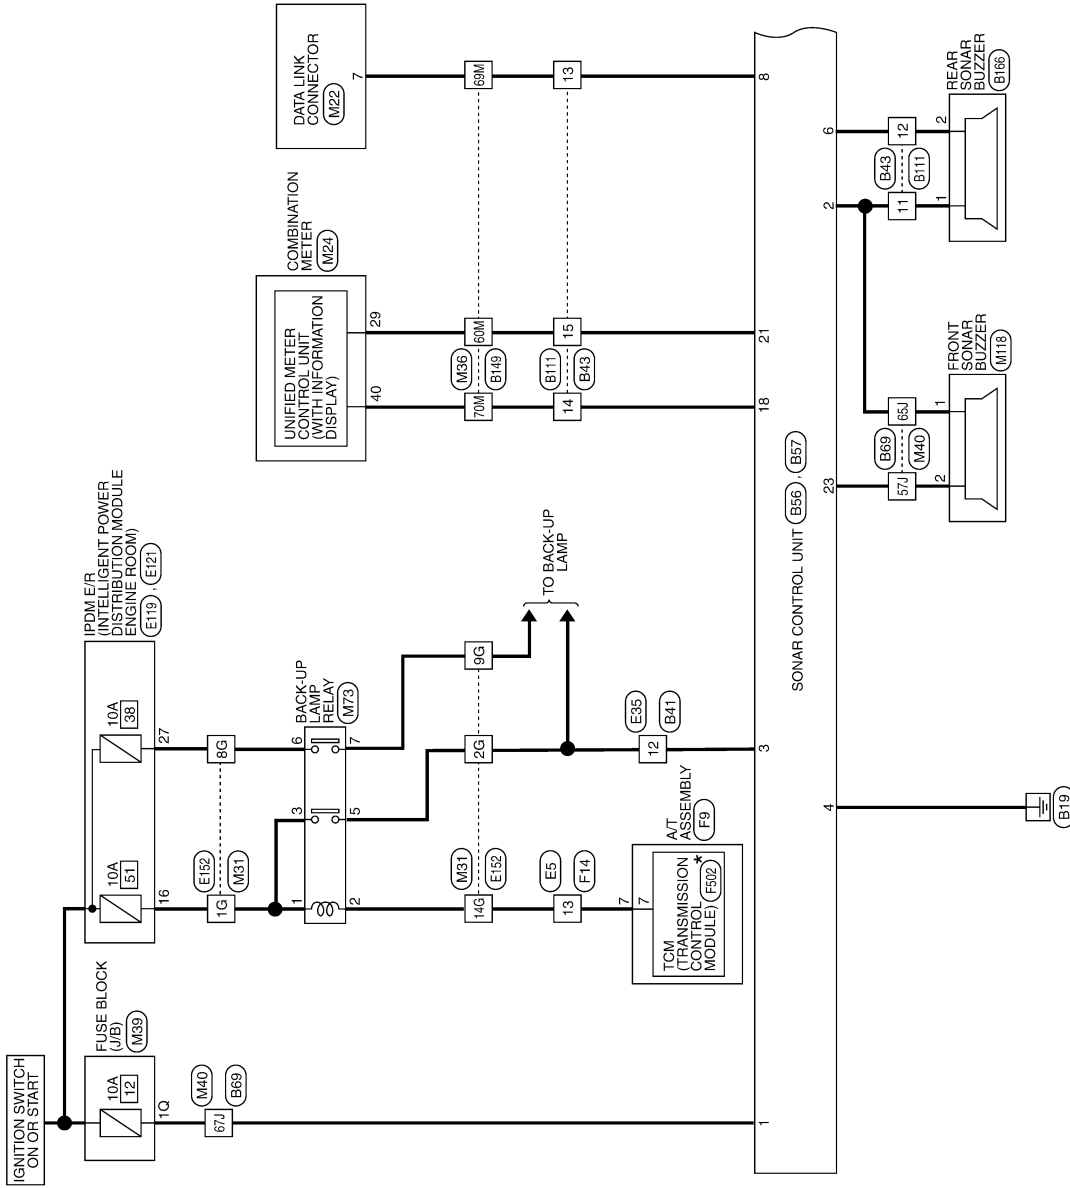 IGNITION SWITCH
ON OR START
FUSE BLOCK
(J/B)
M39
10A
12
1Q
M40
B69
67J
1
IPDM E/R
(INTELLIGENT POWER
DISTRIBUTION MODULE
ENGINE ROOM)
E119 , E121
10A
51
10A
38
16
27
E152
M31
1G
8G
BACK-UP
LAMP
RELAY
M73
1
3
6
2
5
7
M31
E152
14G
2G
9G
TO BACK-UP
LAMP
E5
F14
13
E35
B41
12
A/T
ASSEMBLY
F9
7
7
TCM
(TRANSMISSION
CONTROL
MODULE)
*
F502
3
COMBINATION
METER
M24
UNIFIED METER
CONTROL UNIT
(WITH INFORMATION
DISPLAY)
40
29
M36
B149
70M
60M
B111
B43
14
15
18
21
DATA LINK
CONNECTOR
M22
7
69M
13
8
SONAR CONTROL UNIT B56 , B57
4
B19
23
2
6
B69
M40
57J
65J
2
1
FRONT
SONAR
BUZZER
M118
B43
B111
11
12
1
2
REAR
SONAR
BUZZER
B166